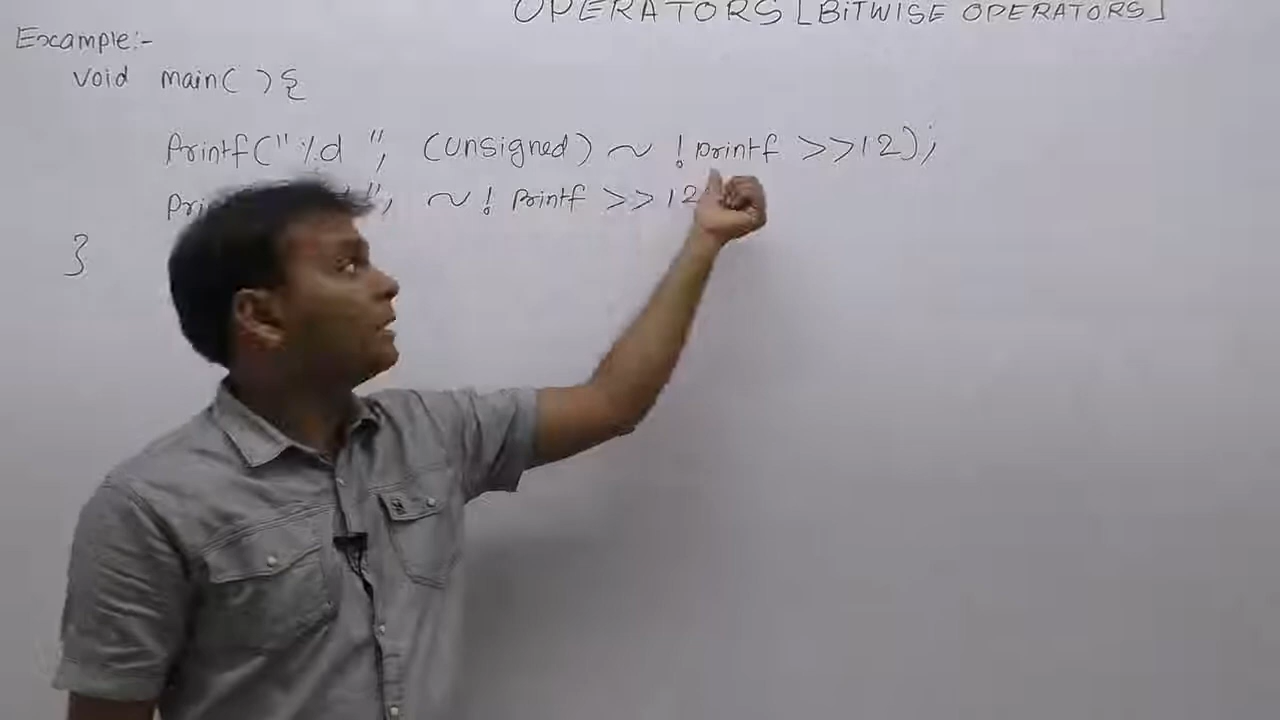 OPERATORS [BiTWISE OPERATORS]
Example:-
void main( ){
Printf("%d ", (unsigned) ~ ! printf >>12);
~ ! Printf >>12
}